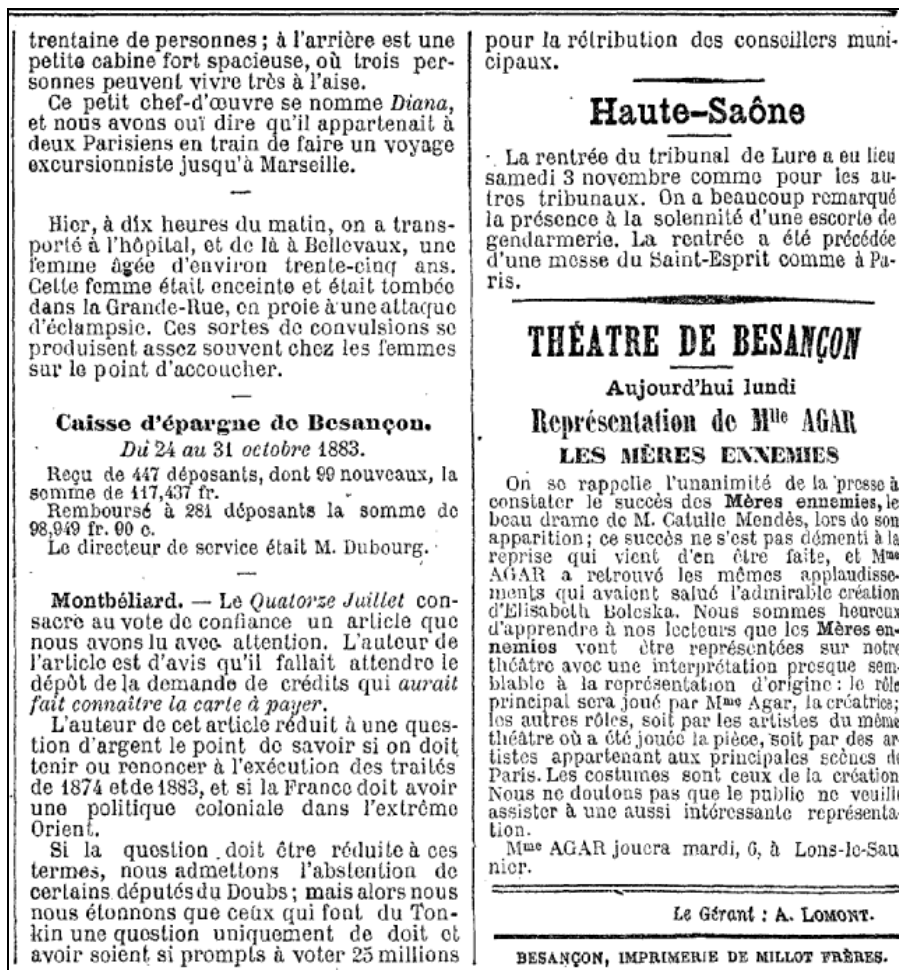 trentaine de personnes ; à l'arrière est une
petite cabine fort spacieuse, où trois per-
sonnes peuvent vivre très à l'aise.
Ce petit chef-d'œuvre se nomme Diana,
et nous avons ouï dire qu'il appartenait à
deux Parisiens en train de faire un voyage
excursionniste jusqu'à Marseille.
—
Hier, à dix heures du matin, on a trans-
porté à l'hôpital, et de là à Bellevaux, une
femme âgée d'environ trente-cinq ans.
Cette femme était enceinte et était tombée
dans la Grande-Rue, en proie à une attaque
d'éclampsie. Ces sortes de convulsions se
produisent assez souvent chez les femmes
sur le point d'accoucher.
—
Caisse d'épargne de Besançon.
Du 24 au 31 octobre 1883.
Reçu de 447 déposants, dont 99 nouveaux, la
somme de 117,437 fr.
Remboursé à 281 déposants la somme de
98,949 fr. 90 c.
Le directeur de service était M. Dubourg.
—
Montbéliard. — Le Quatorze Juillet con-
sacre au vote de confiance un article que
nous avons lu avec attention. L'auteur de
l'article est d'avis qu'il fallait attendre le
dépôt de la demande de crédits qui aurait
fait connaître la carte à payer.
L'auteur de cet article réduit à une ques-
tion d'argent le point de savoir si on doit
tenir ou renoncer à l'exécution des traités
de 1874 et de 1883, et si la France doit avoir
une politique coloniale dans l'extrême
Orient.
Si la question doit être réduite à ces
termes, nous admettons l'abstention de
certains députés du Doubs ; mais alors nous
nous étonnons que ceux qui font du Ton-
kin une question uniquement de doit et
avoir soient si prompts à voter 25 millions
pour la rétribution des conseillers muni-
cipaux.
Haute-Saône
La rentrée du tribunal de Lure a eu lieu
samedi 3 novembre comme pour les au-
tres tribunaux. On a beaucoup remarqué
la présence à la solennité d'une escorte de
gendarmerie. La rentrée a été précédée
d'une messe du Saint-Esprit comme à Pa-
ris.
THÉATRE DE BESANÇON
Aujourd'hui lundi
Représentation de Mlle AGAR
LES MÈRES ENNEMIES
On se rappelle l'unanimité de la presse à
constater le succès des Mères ennemies, le
beau drame de M. Catulle Mendès, lors de son
apparition ; ce succès ne s'est pas démenti à la
reprise qui vient d'en être faite, et Mme
AGAR a retrouvé les mêmes applaudisse-
ments qui avaient salué l'admirable création
d'Elisabeth Boleska. Nous sommes heureux
d'apprendre à nos lecteurs que les Mères en-
nemies vont être représentées sur notre
théâtre avec une interprétation presque sem-
blable à la représentation d'origine : le rôle
principal sera joué par Mme Agar, la créatrice;
les autres rôles, soit par les artistes du même
théâtre où a été jouée la pièce, soit par des ar
tistes appartenant aux principales scènes de
Paris. Les costumes sont ceux de la création
Nous ne doutons pas que le public ne veuille
assister à une aussi intéressante représenta-
tion.
Mme AGAR jouera mardi, 6, à Lons-le-Sau
nier.
Le Gérant : A. LOMONT.
BESANÇON, IMPRIMERIE DE MILLOT FRÈRES.